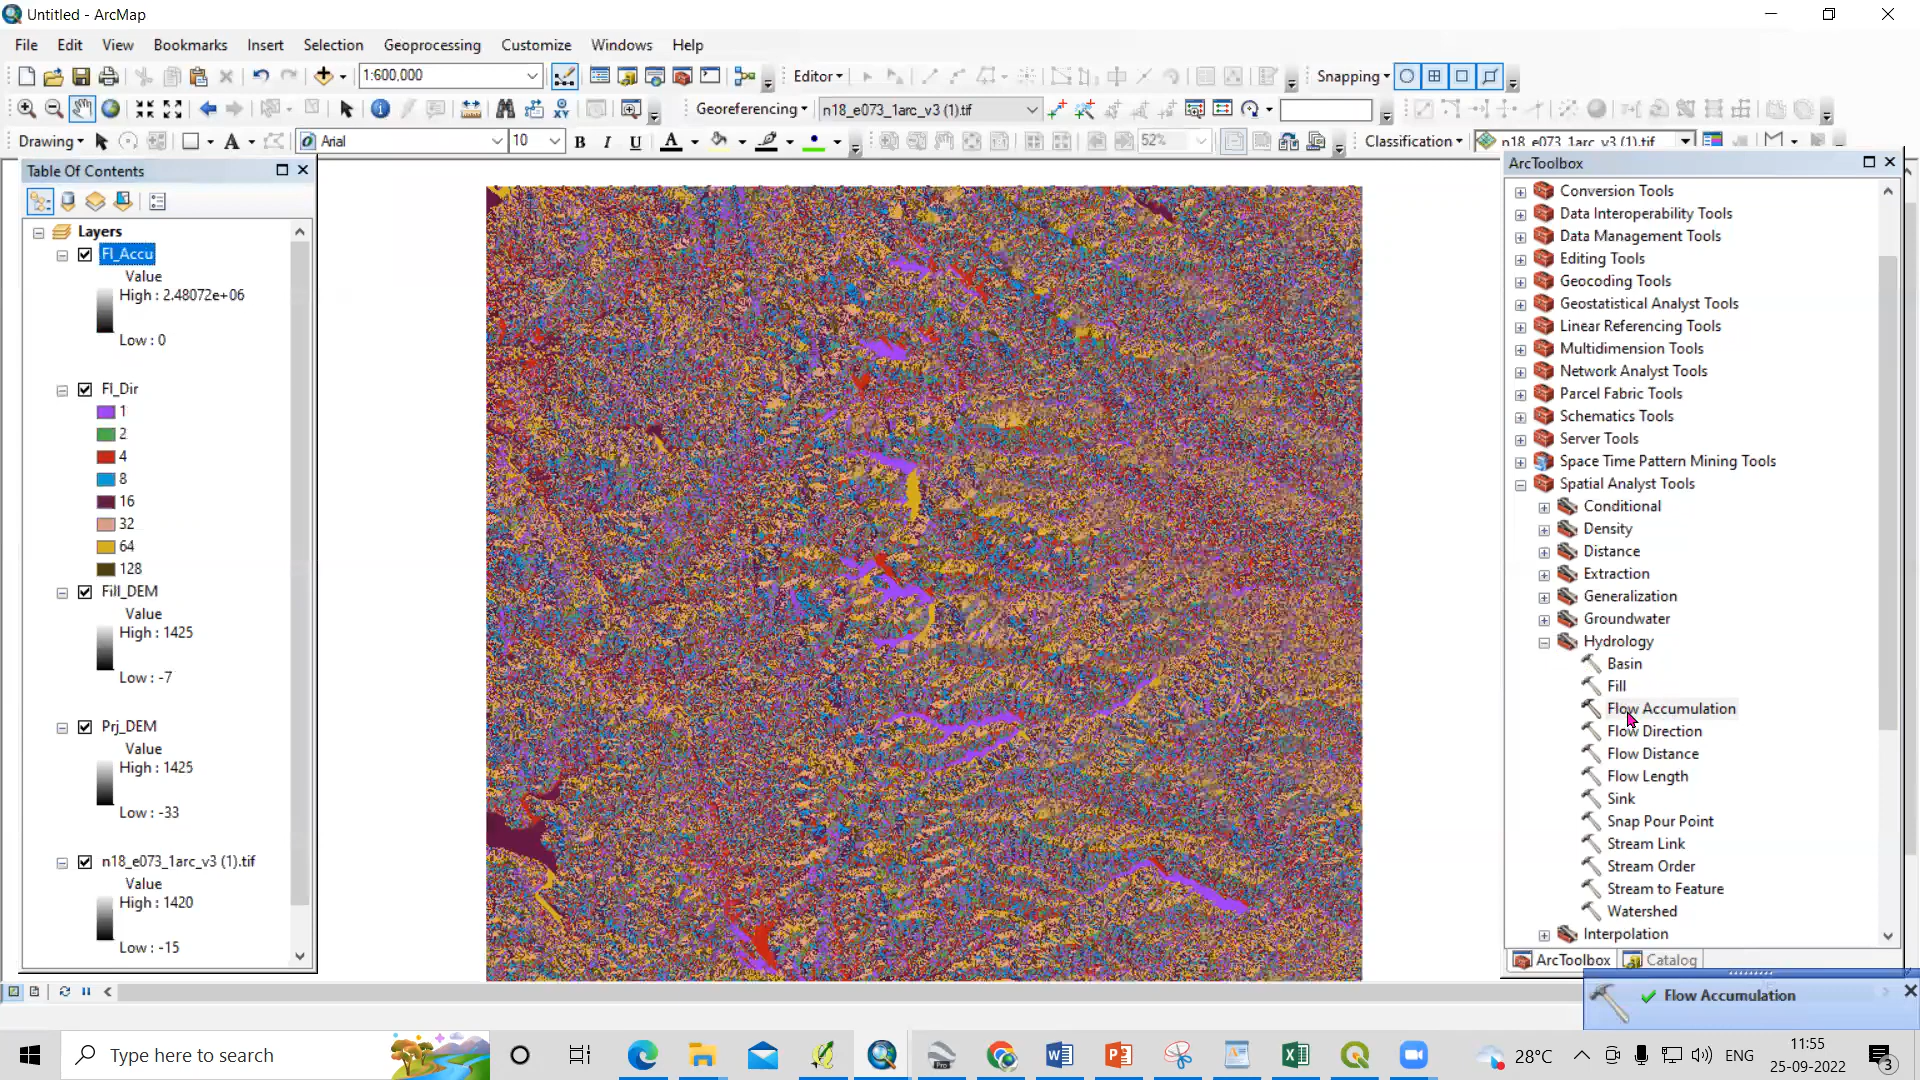 Untitled - ArcMap
File Edit View Bookmarks Insert Selection Geoprocessing Customize Windows Help
1:600,000 Editor Snapping
Georeferencing n18_e073_1arc_v3 (1).tif
Drawing A Arial 10 B I U A 52% Classification n18_e073_1arc_v3 (1).tif
Table Of Contents
Layers
Fl_Accu
Value
High : 2.48072e+06
Low : 0
Fl_Dir
1
2
4
8
16
32
64
128
Fill_DEM
Value
High : 1425
Low : -7
Prj_DEM
Value
High : 1425
Low : -33
n18_e073_1arc_v3 (1).tif
Value
High : 1420
Low : -15
ArcToolbox
Conversion Tools
Data Interoperability Tools
Data Management Tools
Editing Tools
Geocoding Tools
Geostatistical Analyst Tools
Linear Referencing Tools
Multidimension Tools
Network Analyst Tools
Parcel Fabric Tools
Schematics Tools
Server Tools
Space Time Pattern Mining Tools
Spatial Analyst Tools
Conditional
Density
Distance
Extraction
Generalization
Groundwater
Hydrology
Basin
Fill
Flow Accumulation
Flow Direction
Flow Distance
Flow Length
Sink
Snap Pour Point
Stream Link
Stream Order
Stream to Feature
Watershed
Interpolation
ArcToolbox Catalog
Flow Accumulation
Type here to search
28°C ENG
11:55
25-09-2022
3